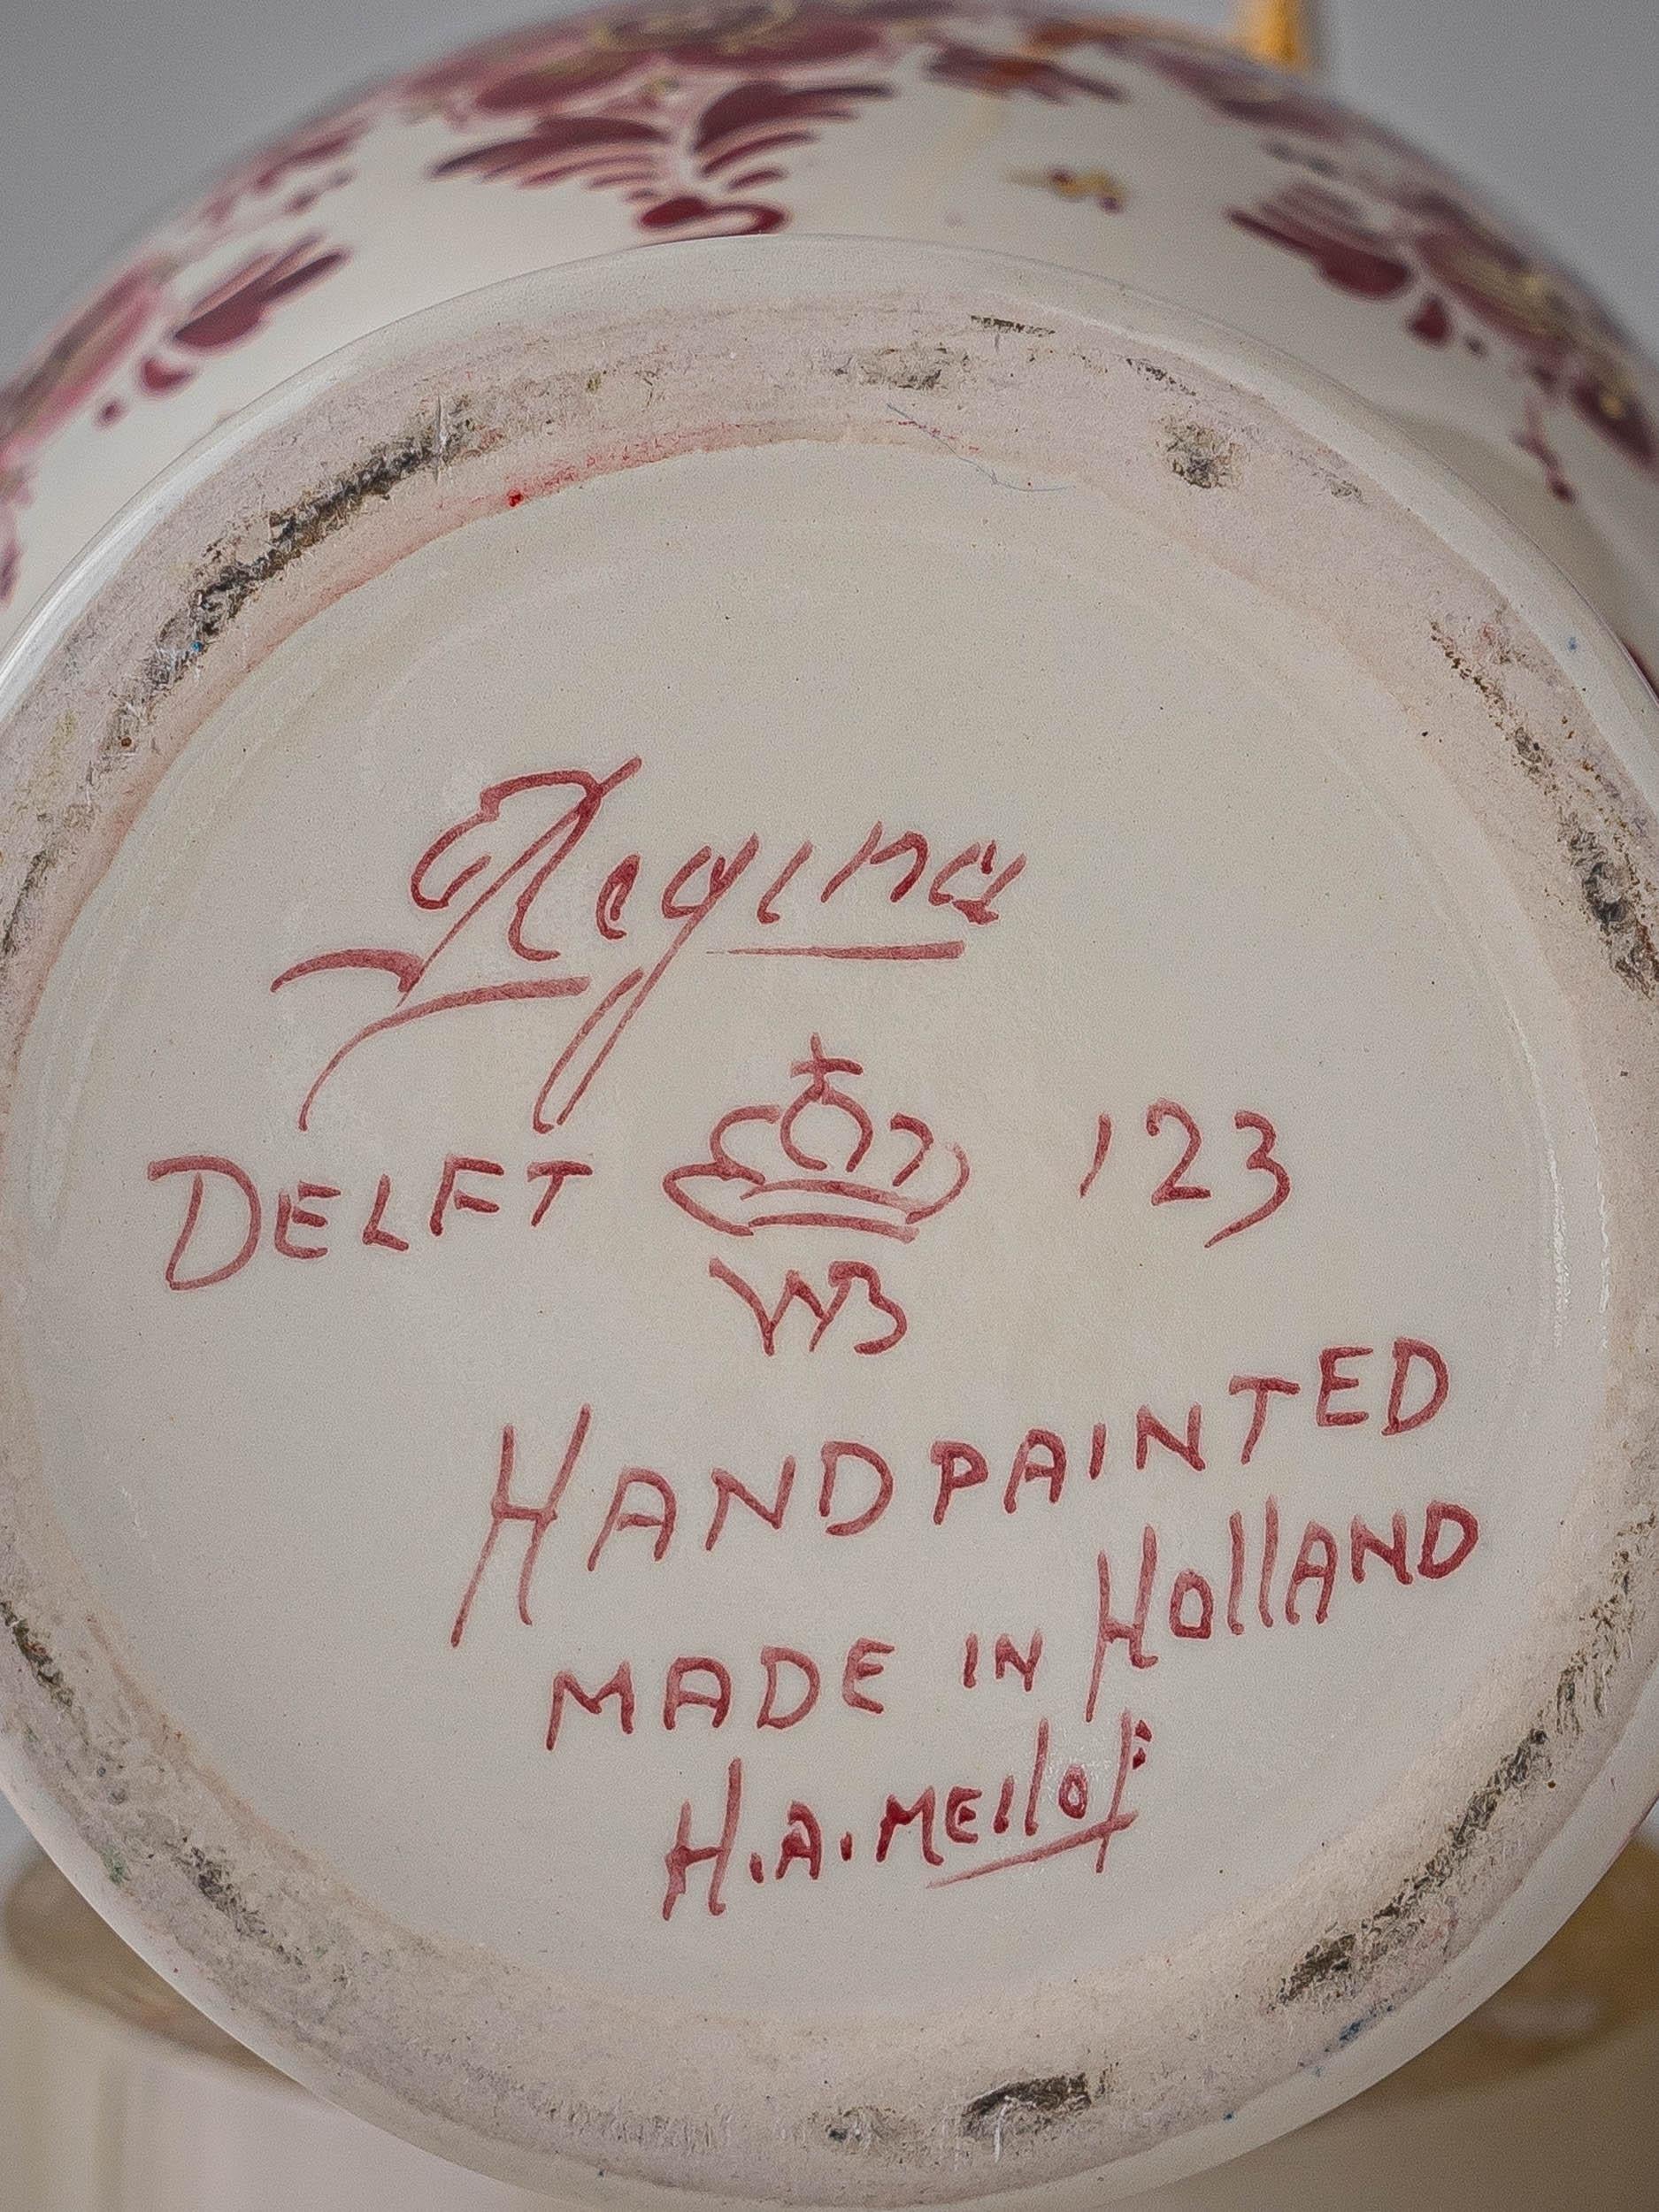 Regina
DELFT 123
WB
HANDPAINTED
MADE IN HOLLAND
H.A. MEILOF